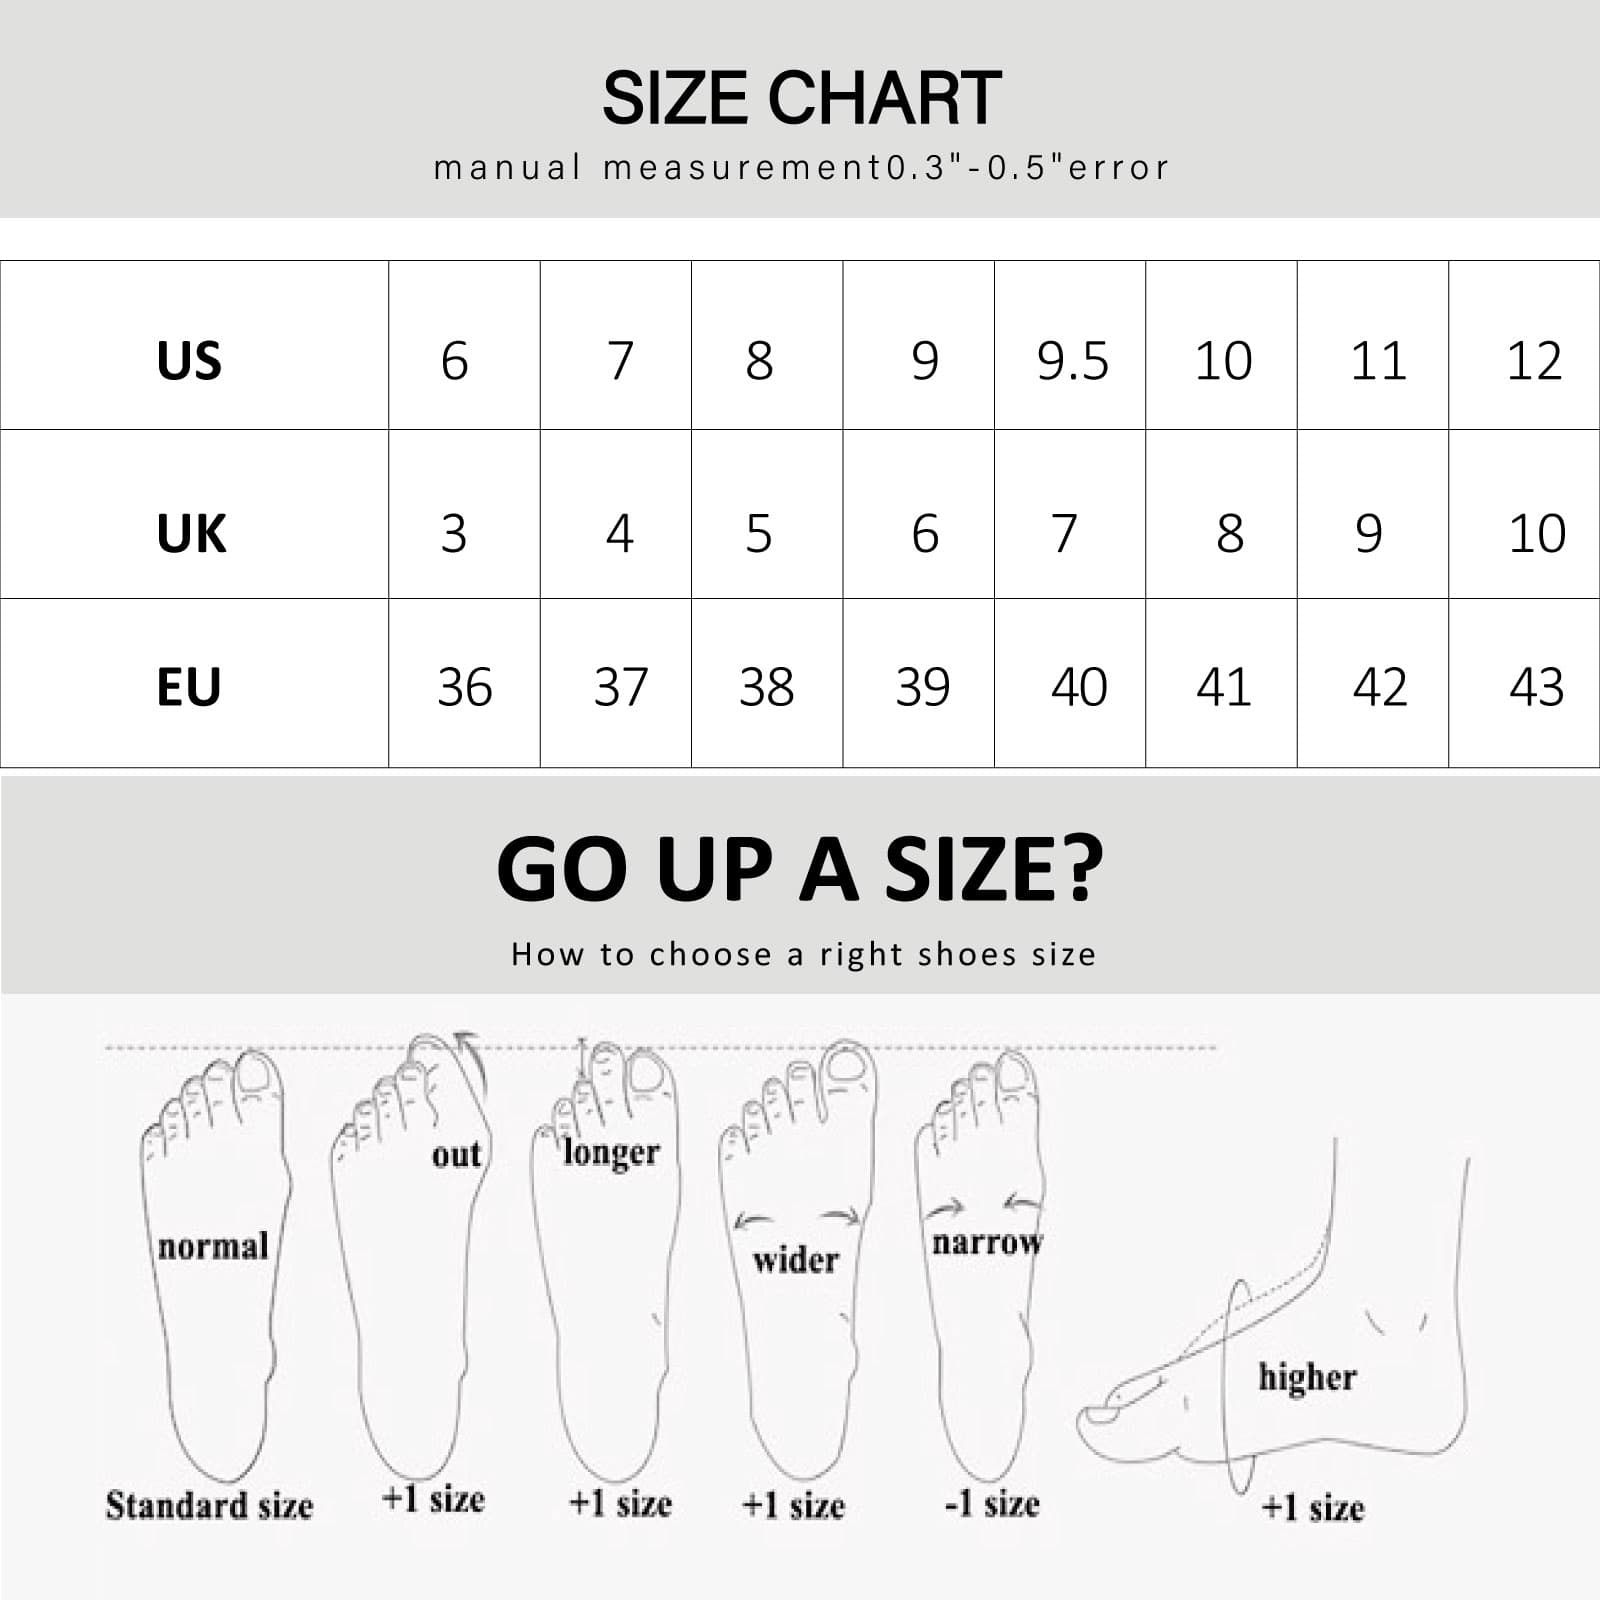 SIZE CHART
manual measurement0.3"-0.5"error
US 6 7 8 9 9.5 10 11 12
UK 3 4 5 6 7 8 9 10
EU 36 37 38 39 40 41 42 43
GO UP A SIZE?
How to choose a right shoes size
out longer
normal wider narrow
higher
Standard size +1 size +1 size +1 size -1 size +1 size